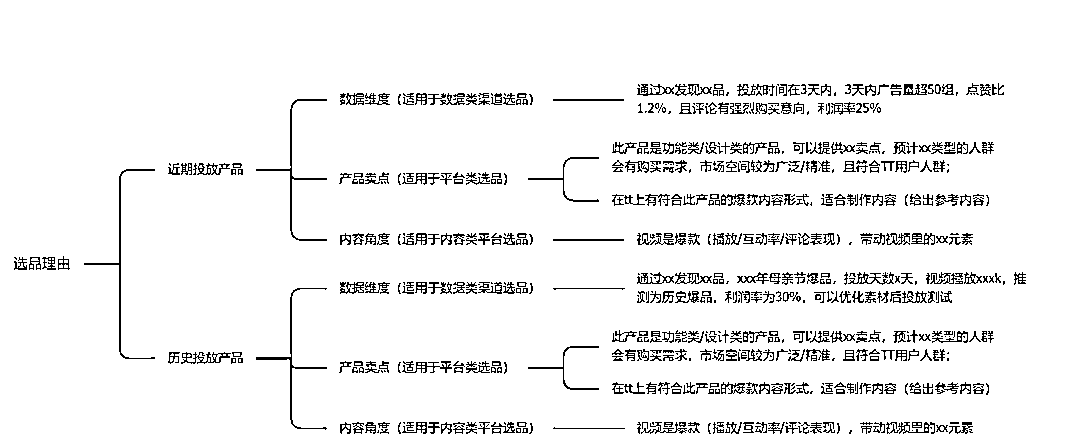 选品理由
近期投放产品
数据维度（适用于数据类渠道选品）
通过xx发现xx品，投放时间在3天内，3天内广告量超50组，点赞比
1.2%，且评论有强烈购买意向，利润率25%
产品卖点（适用于平台类选品）
此产品是功能类/设计类的产品，可以提供xx卖点，预计xx类型的人群
会有购买需求，市场空间较为广泛/精准，且符合TT用户人群；
在tt上有符合此产品的爆款内容形式，适合制作内容（给出参考内容）
内容角度（适用于内容类平台选品）
视频是爆款（播放/互动率/评论表现），带动视频里的xx元素
历史投放产品
数据维度（适用于数据类渠道选品）
通过xx发现xx品，xxx年母亲节爆品，投放天数x天，视频播放xxxk，推
测为历史爆品，利润率为30%，可以优化素材后投放测试
产品卖点（适用于平台类选品）
此产品是功能类/设计类的产品，可以提供xx卖点，预计xx类型的人群
会有购买需求，市场空间较为广泛/精准，且符合TT用户人群；
在tt上有符合此产品的爆款内容形式，适合制作内容（给出参考内容）
内容角度（适用于内容类平台选品）
视频是爆款（播放/互动率/评论表现），带动视频里的xx元素